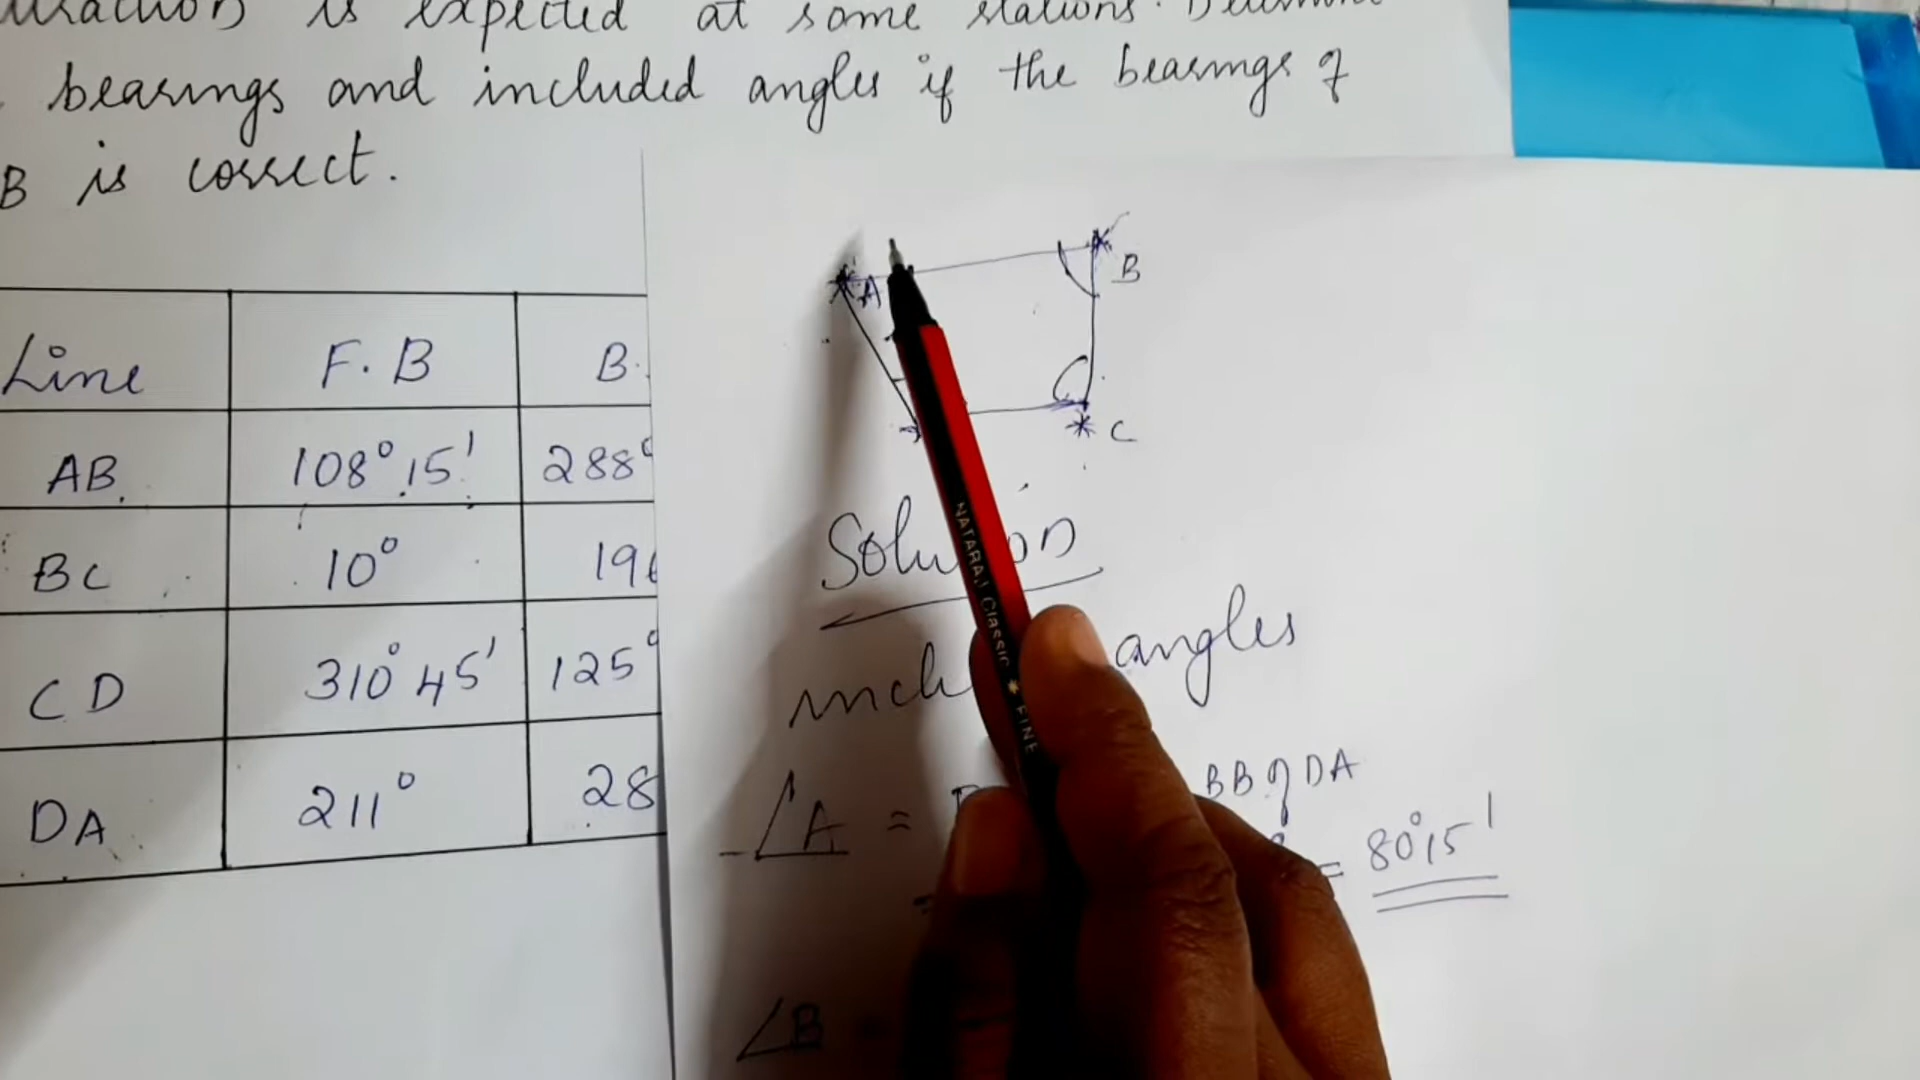 is expected at some stations.
bearings and included angles if the bearings of
B is correct.
Line F.B B.
AB 108° 15' 288°
BC 10° 19
CD 310° 45' 125°
DA 211° 28
A
B
C
Solution
angles
∠A = BB of DA
= 80°15'
∠B =
NATARAJ Classic FINE